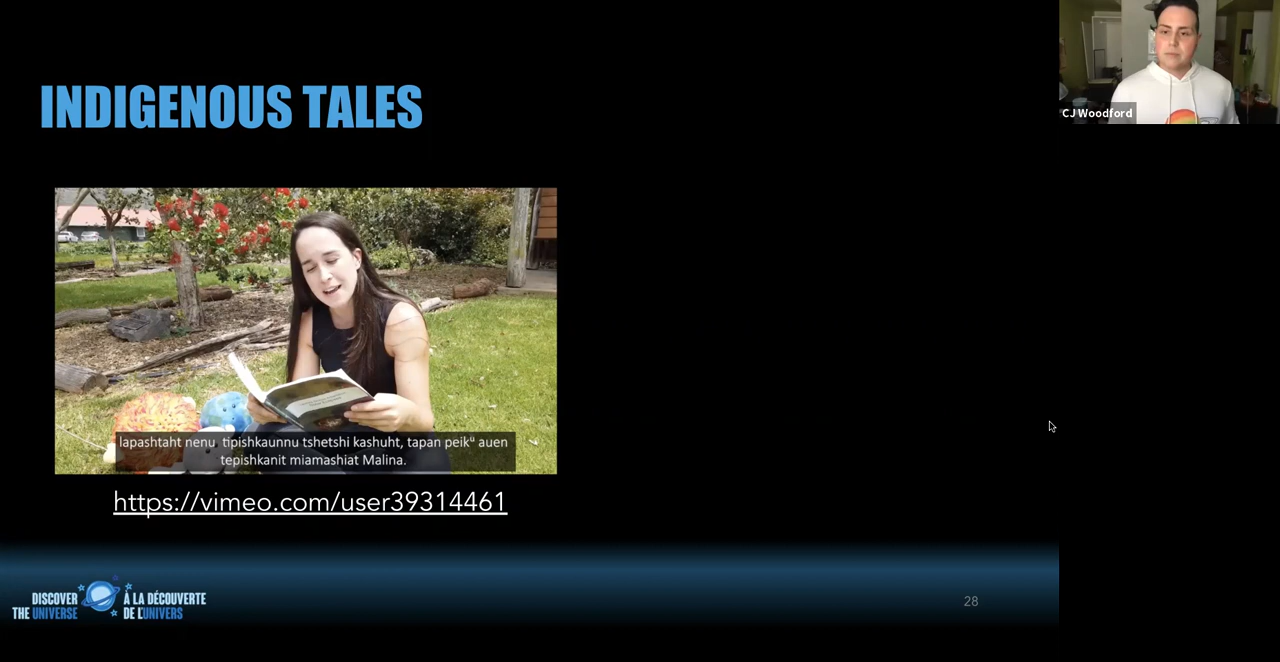 INDIGENOUS TALES
CJ Woodford
lapashtaht nenu tipishkaunnu tshetshi kashuht, tapan peikᵘ auen
tepishkanit miamashiat Malina.
https://vimeo.com/user39314461
DISCOVER
THE UNIVERSE
À LA DÉCOUVERTE
DE L'UNIVERS
28